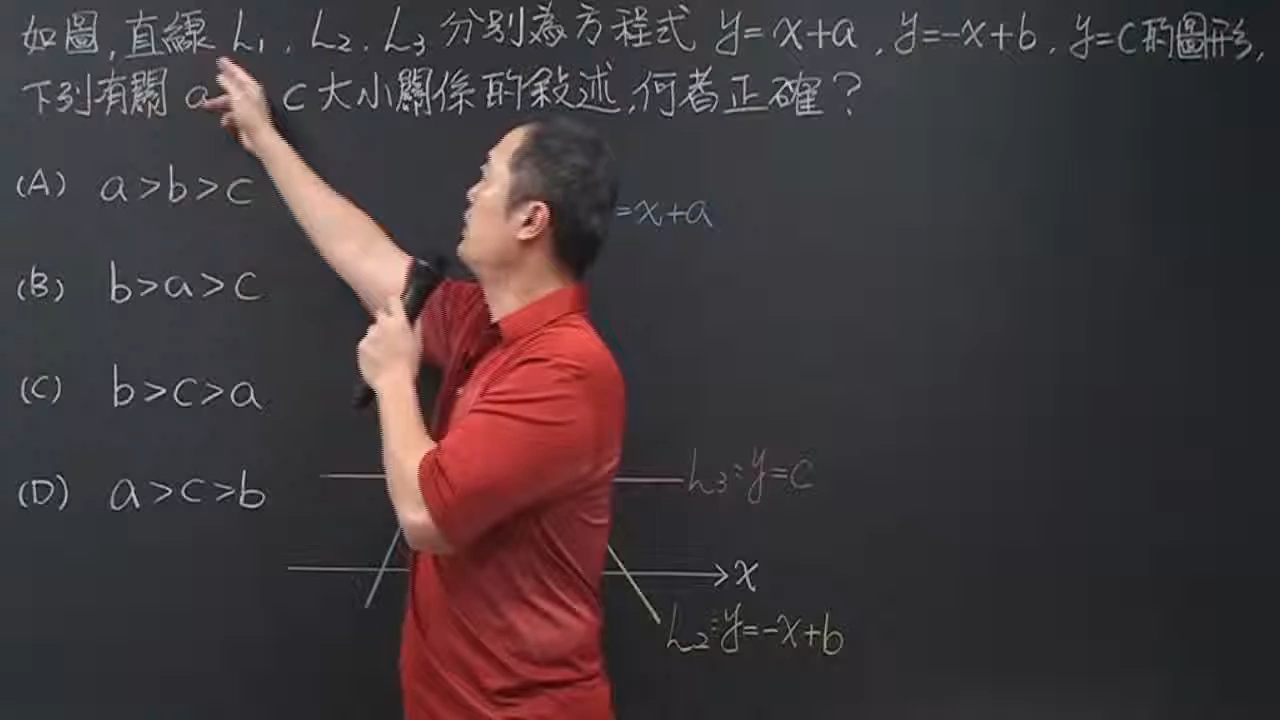 如圖,直線 L1、L2、L3 分別為方程式 y=x+a, y=-x+b, y=c 的圖形,
下列有關 a c 大小關係的敘述,何者正確？
(A) a>b>c
=x+a
(B) b>a>c
(C) b>c>a
L3:y=c
(D) a>c>b
x
L2:y=-x+b